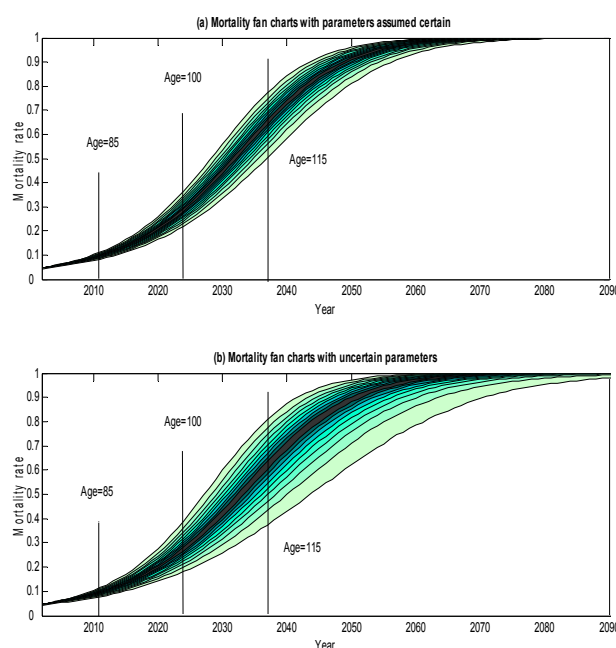 (a) Mortality fan charts with parameters assumed certain
1
0.9
0.8
0.7
0.6
0.5
0.4
0.3
0.2
0.1
0
Mortality rate
Age=85
Age=100
Age=115
2010 2020 2030 2040 2050 2060 2070 2080 2090
Year
(b) Mortality fan charts with uncertain parameters
1
0.9
0.8
0.7
0.6
0.5
0.4
0.3
0.2
0.1
0
Mortality rate
Age=85
Age=100
Age=115
2010 2020 2030 2040 2050 2060 2070 2080 2090
Year